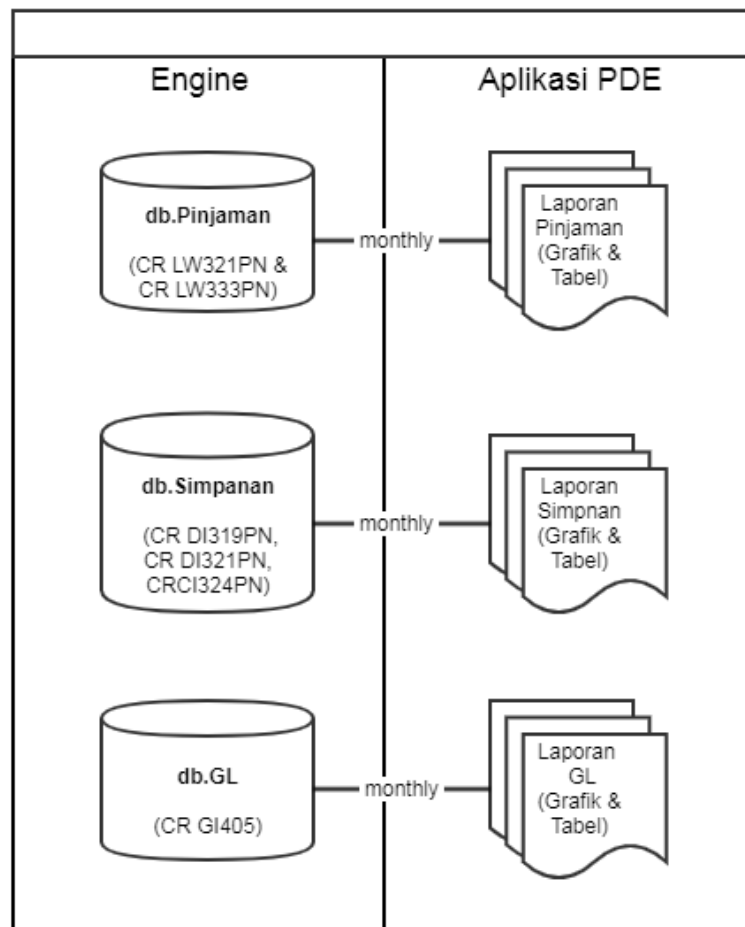 Engine
Aplikasi PDE
db.Pinjaman
(CR LW321PN &
CR LW333PN)
monthly
Laporan
Pinjaman
(Grafik &
Tabel)
db.Simpanan
(CR DI319PN,
CR DI321PN,
CRCI324PN)
monthly
Laporan
Simpnan
(Grafik &
Tabel)
db.GL
(CR GI405)
monthly
Laporan
GL
(Grafik &
Tabel)